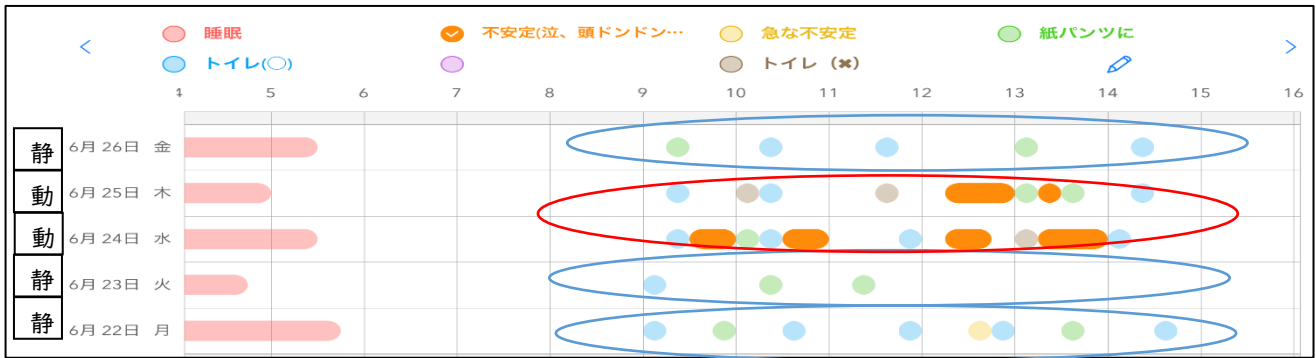 睡眠 不安定(泣、頭ドンドン… 急な不安定 紙パンツに
トイレ(〇) トイレ（✖）
4 5 6 7 8 9 10 11 12 13 14 15 16
静 6月 26日 金
動 6月 25日 木
動 6月 24日 水
静 6月 23日 火
静 6月 22日 月